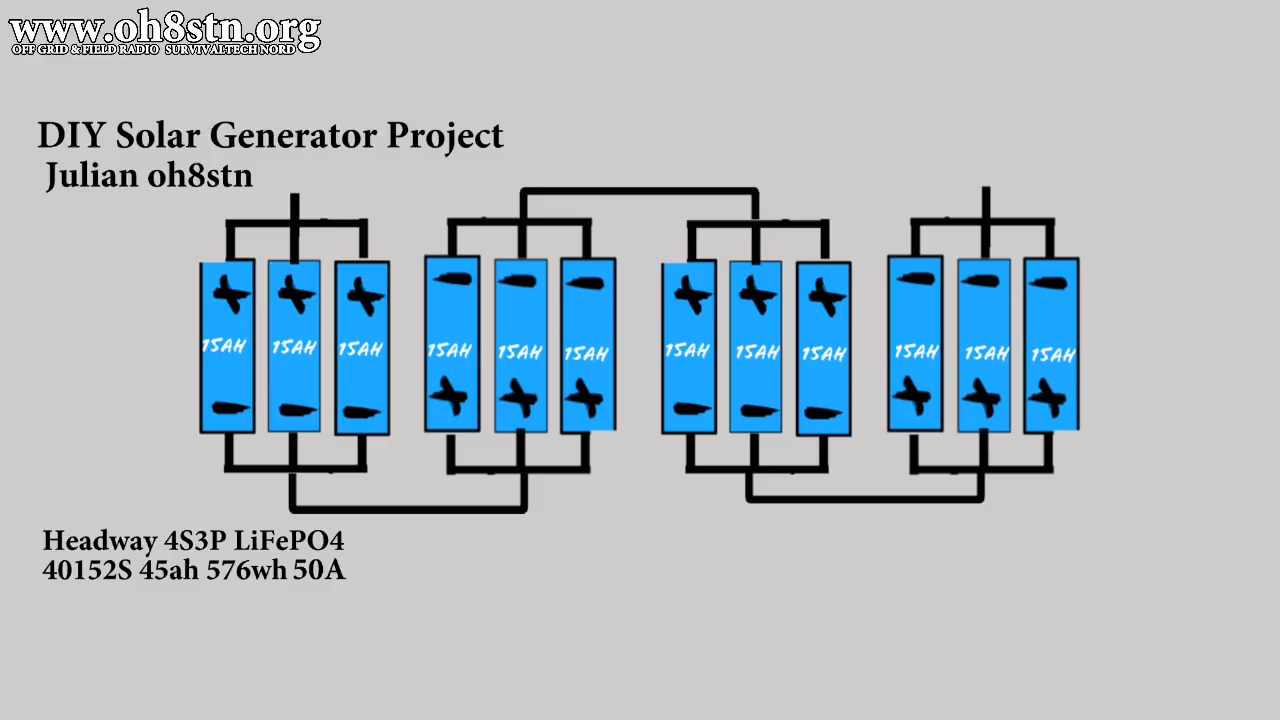 www.oh8stn.org
OFF GRID & FIELD RADIO SURVIVALTECH NORD
DIY Solar Generator Project
Julian oh8stn
+ + + - - - + + + - - -
15AH 15AH 15AH 15AH 15AH 15AH 15AH 15AH 15AH 15AH 15AH 15AH
- - - + + + - - - + + +
Headway 4S3P LiFePO4
40152S 45ah 576wh 50A